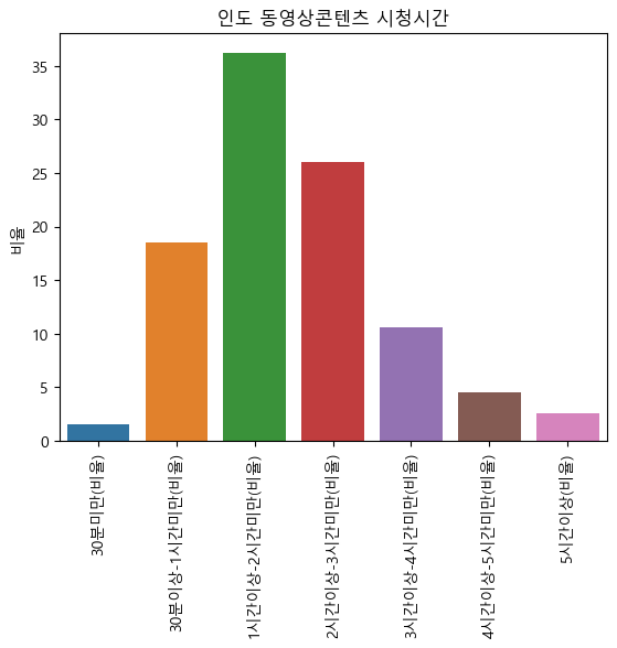 인도 동영상콘텐츠 시청시간
비율
35
30
25
20
15
10
5
0
30분미만(비율)
30분이상-1시간미만(비율)
1시간이상-2시간미만(비율)
2시간이상-3시간미만(비율)
3시간이상-4시간미만(비율)
4시간이상-5시간미만(비율)
5시간이상(비율)